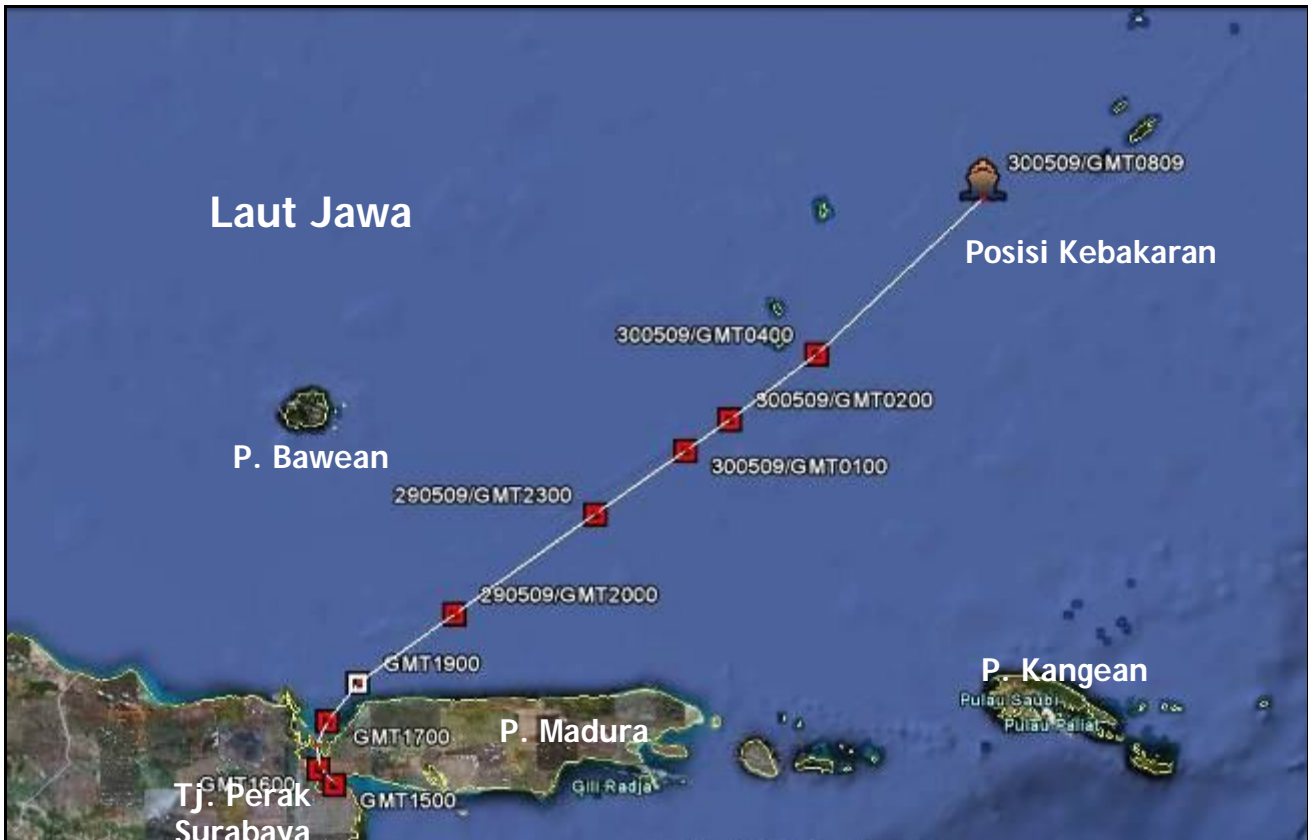 300509/GMT0809
Laut Jawa
Posisi Kebakaran
300509/GMT0400
300509/GMT0200
P. Bawean
300509/GMT0100
290509/GMT2300
290509/GMT2000
GMT1900
P. Kangean
Pulau Saubi
Pulau Paliat
P. Madura
GMT1700
GMT1600
Gili Radja
Tj. Perak
GMT1500
Surabaya